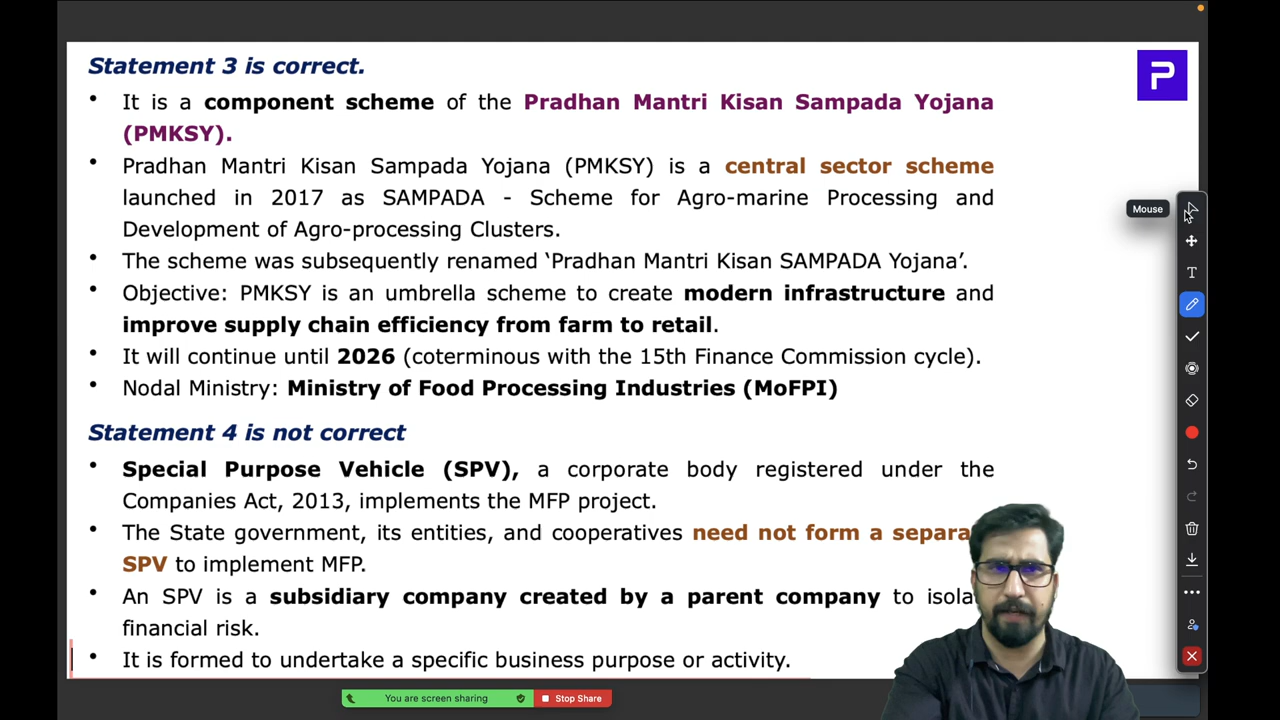 Statement 3 is correct.
• It is a component scheme of the Pradhan Mantri Kisan Sampada Yojana
(PMKSY).
• Pradhan Mantri Kisan Sampada Yojana (PMKSY) is a central sector scheme
launched in 2017 as SAMPADA - Scheme for Agro-marine Processing and
Development of Agro-processing Clusters.
• The scheme was subsequently renamed ‘Pradhan Mantri Kisan SAMPADA Yojana’.
• Objective: PMKSY is an umbrella scheme to create modern infrastructure and
improve supply chain efficiency from farm to retail.
• It will continue until 2026 (coterminous with the 15th Finance Commission cycle).
• Nodal Ministry: Ministry of Food Processing Industries (MoFPI)
Statement 4 is not correct
• Special Purpose Vehicle (SPV), a corporate body registered under the
Companies Act, 2013, implements the MFP project.
• The State government, its entities, and cooperatives need not form a
SPV to implement MFP.
• An SPV is a subsidiary company created by a parent company to
financial risk.
• It is formed to undertake a specific business purpose or activity.
P
Mouse
T
You are screen sharing
Stop Share